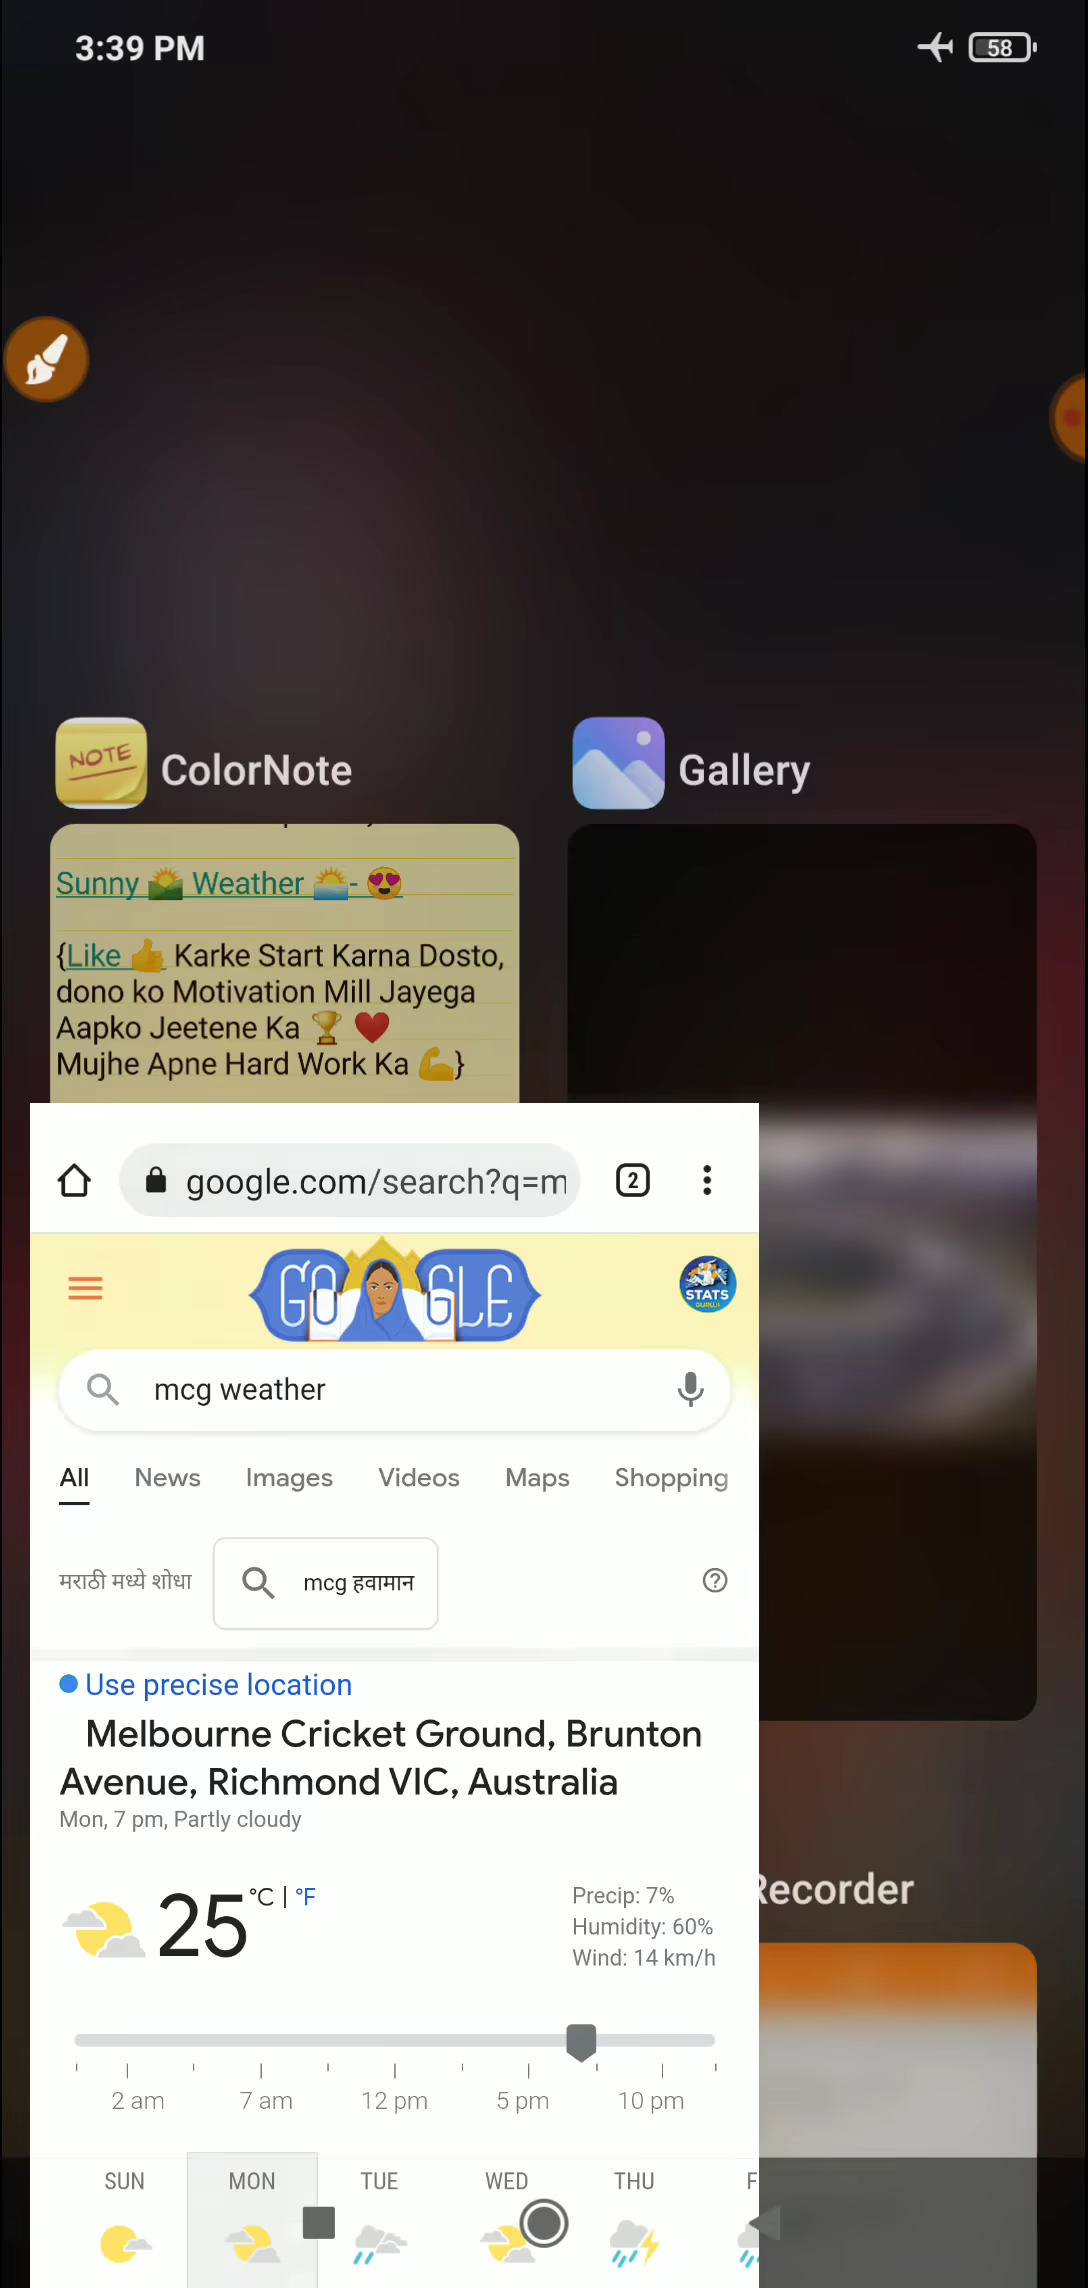 3:39 PM
58
NOTE
ColorNote
Gallery
Sunny 🌄 Weather 🌅- 😍
{Like 👍 Karke Start Karna Dosto,
dono ko Motivation Mill Jayega
Aapko Jeetene Ka 🏆 ❤️
Mujhe Apne Hard Work Ka 💪}
google.com/search?q=m
2
GOOGLE
STATS
GURUJI
mcg weather
All News Images Videos Maps Shopping
मराठी मध्ये शोधा
mcg हवामान
Use precise location
Melbourne Cricket Ground, Brunton
Avenue, Richmond VIC, Australia
Mon, 7 pm, Partly cloudy
25 °C | °F
Precip: 7%
Humidity: 60%
Wind: 14 km/h
Recorder
2 am 7 am 12 pm 5 pm 10 pm
SUN MON TUE WED THU F